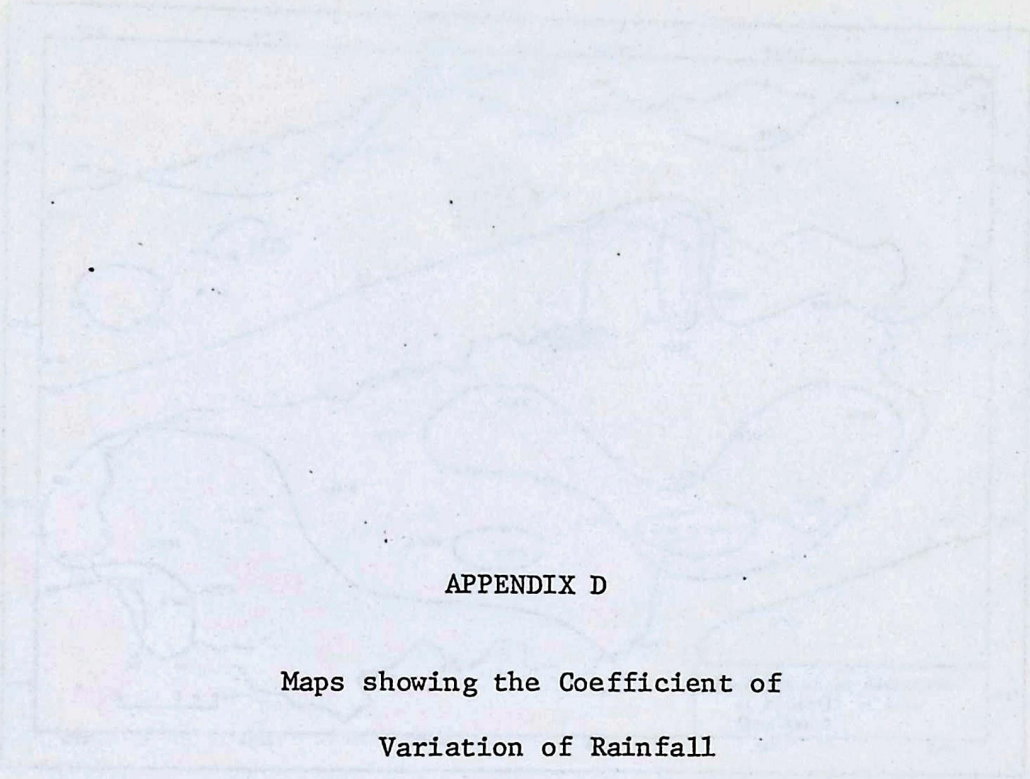 APPENDIX D
Maps showing the Coefficient of
Variation of Rainfall